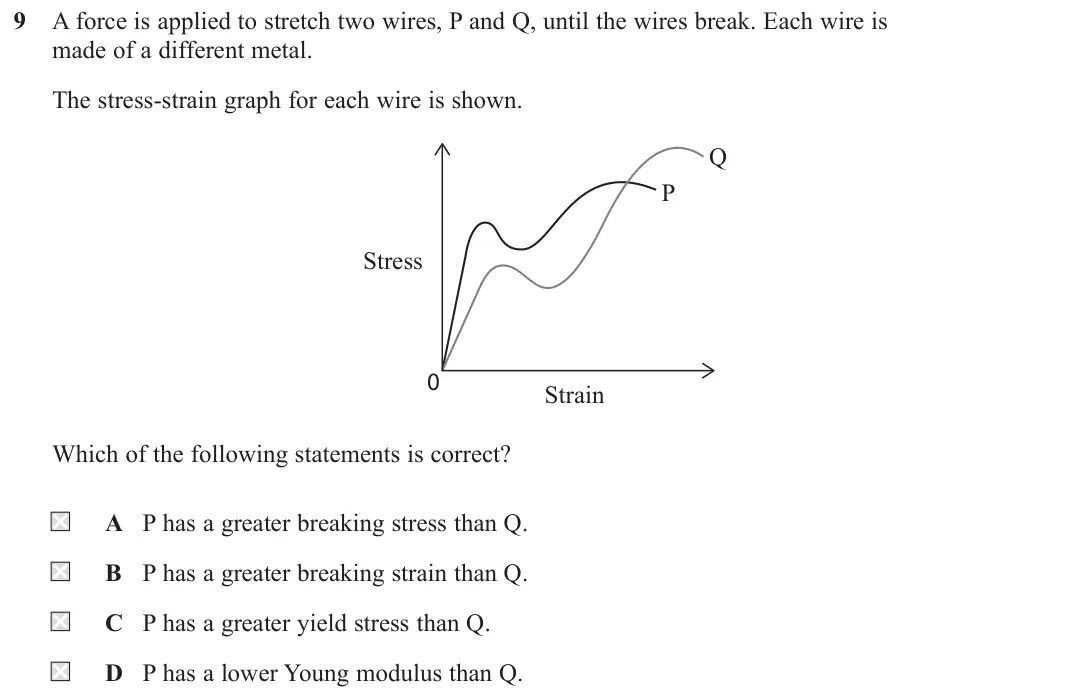 9 A force is applied to stretch two wires, P and Q, until the wires break. Each wire is
made of a different metal.
The stress-strain graph for each wire is shown.
Q
P
Stress
0
Strain
Which of the following statements is correct?
A P has a greater breaking stress than Q.
B P has a greater breaking strain than Q.
C P has a greater yield stress than Q.
D P has a lower Young modulus than Q.